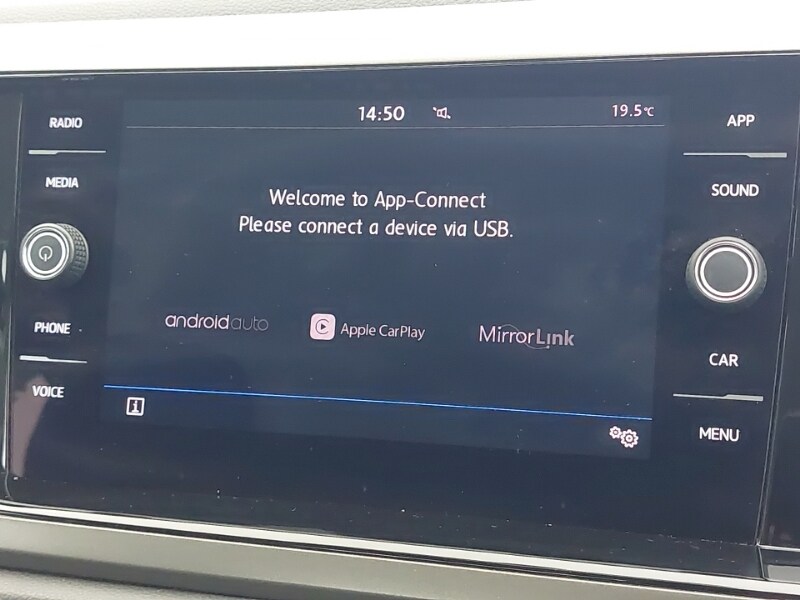 14:50
19.5°C
RADIO
MEDIA
PHONE
VOICE
Welcome to App-Connect
Please connect a device via USB.
androidauto
Apple CarPlay
MirrorLink
i
APP
SOUND
CAR
MENU